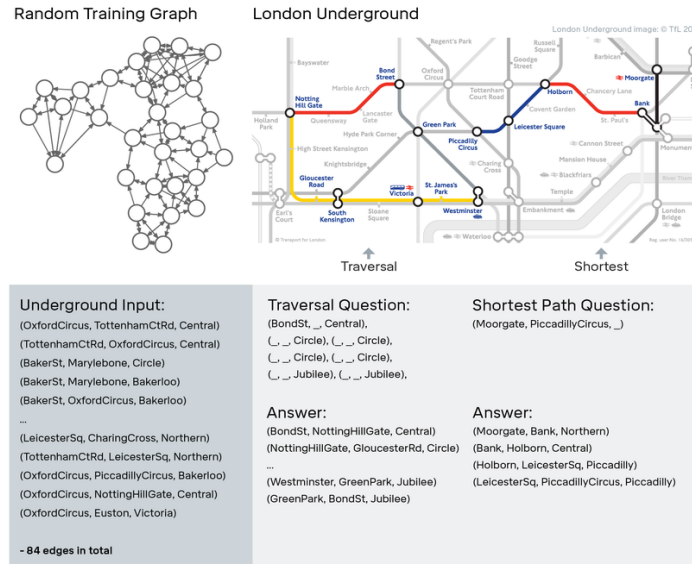 Random Training Graph
London Underground
London Underground image: © TfL 20
Regent's Park
Russell
Square
Barbican
Bayswater
Goodge
Street
Bond
Street
Oxford
Circus
Moorgate
Marble Arch
Tottenham
Court Road
Holborn
Chancery Lane
Notting
Hill Gate
Bank
Holland
Park
Queensway
Lancaster
Gate
Covent Garden
St. Paul's
Green Park
Leicester Square
Hyde Park Corner
Piccadilly
Circus
Cannon Street
Monumen
High Street Kensington
Mansion House
Knightsbridge
Charing
Cross
Blackfriars
Gloucester
Road
Victoria
St. James's
Park
Temple
River Tham
Earl's
Court
South
Kensington
Sloane
Square
Westminster
Embankment
London
Bridge
Waterloo
© Transport for London
Traversal
Shortest
Underground Input:
(OxfordCircus, TottenhamCtRd, Central)
(TottenhamCtRd, OxfordCircus, Central)
(BakerSt, Marylebone, Circle)
(BakerSt, Marylebone, Bakerloo)
(BakerSt, OxfordCircus, Bakerloo)
...
(LeicesterSq, CharingCross, Northern)
(TottenhamCtRd, LeicesterSq, Northern)
(OxfordCircus, PiccadillyCircus, Bakerloo)
(OxfordCircus, NottingHillGate, Central)
(OxfordCircus, Euston, Victoria)
- 84 edges in total
Traversal Question:
(BondSt, _, Central),
(_, _, Circle), (_, _, Circle),
(_, _, Circle), (_, _, Circle),
(_, _, Jubilee), (_, _, Jubilee),
Answer:
(BondSt, NottingHillGate, Central)
(NottingHillGate, GloucesterRd, Circle)
...
(Westminster, GreenPark, Jubilee)
(GreenPark, BondSt, Jubilee)
Shortest Path Question:
(Moorgate, PiccadillyCircus, _)
Answer:
(Moorgate, Bank, Northern)
(Bank, Holborn, Central)
(Holborn, LeicesterSq, Piccadilly)
(LeicesterSq, PiccadillyCircus, Piccadilly)